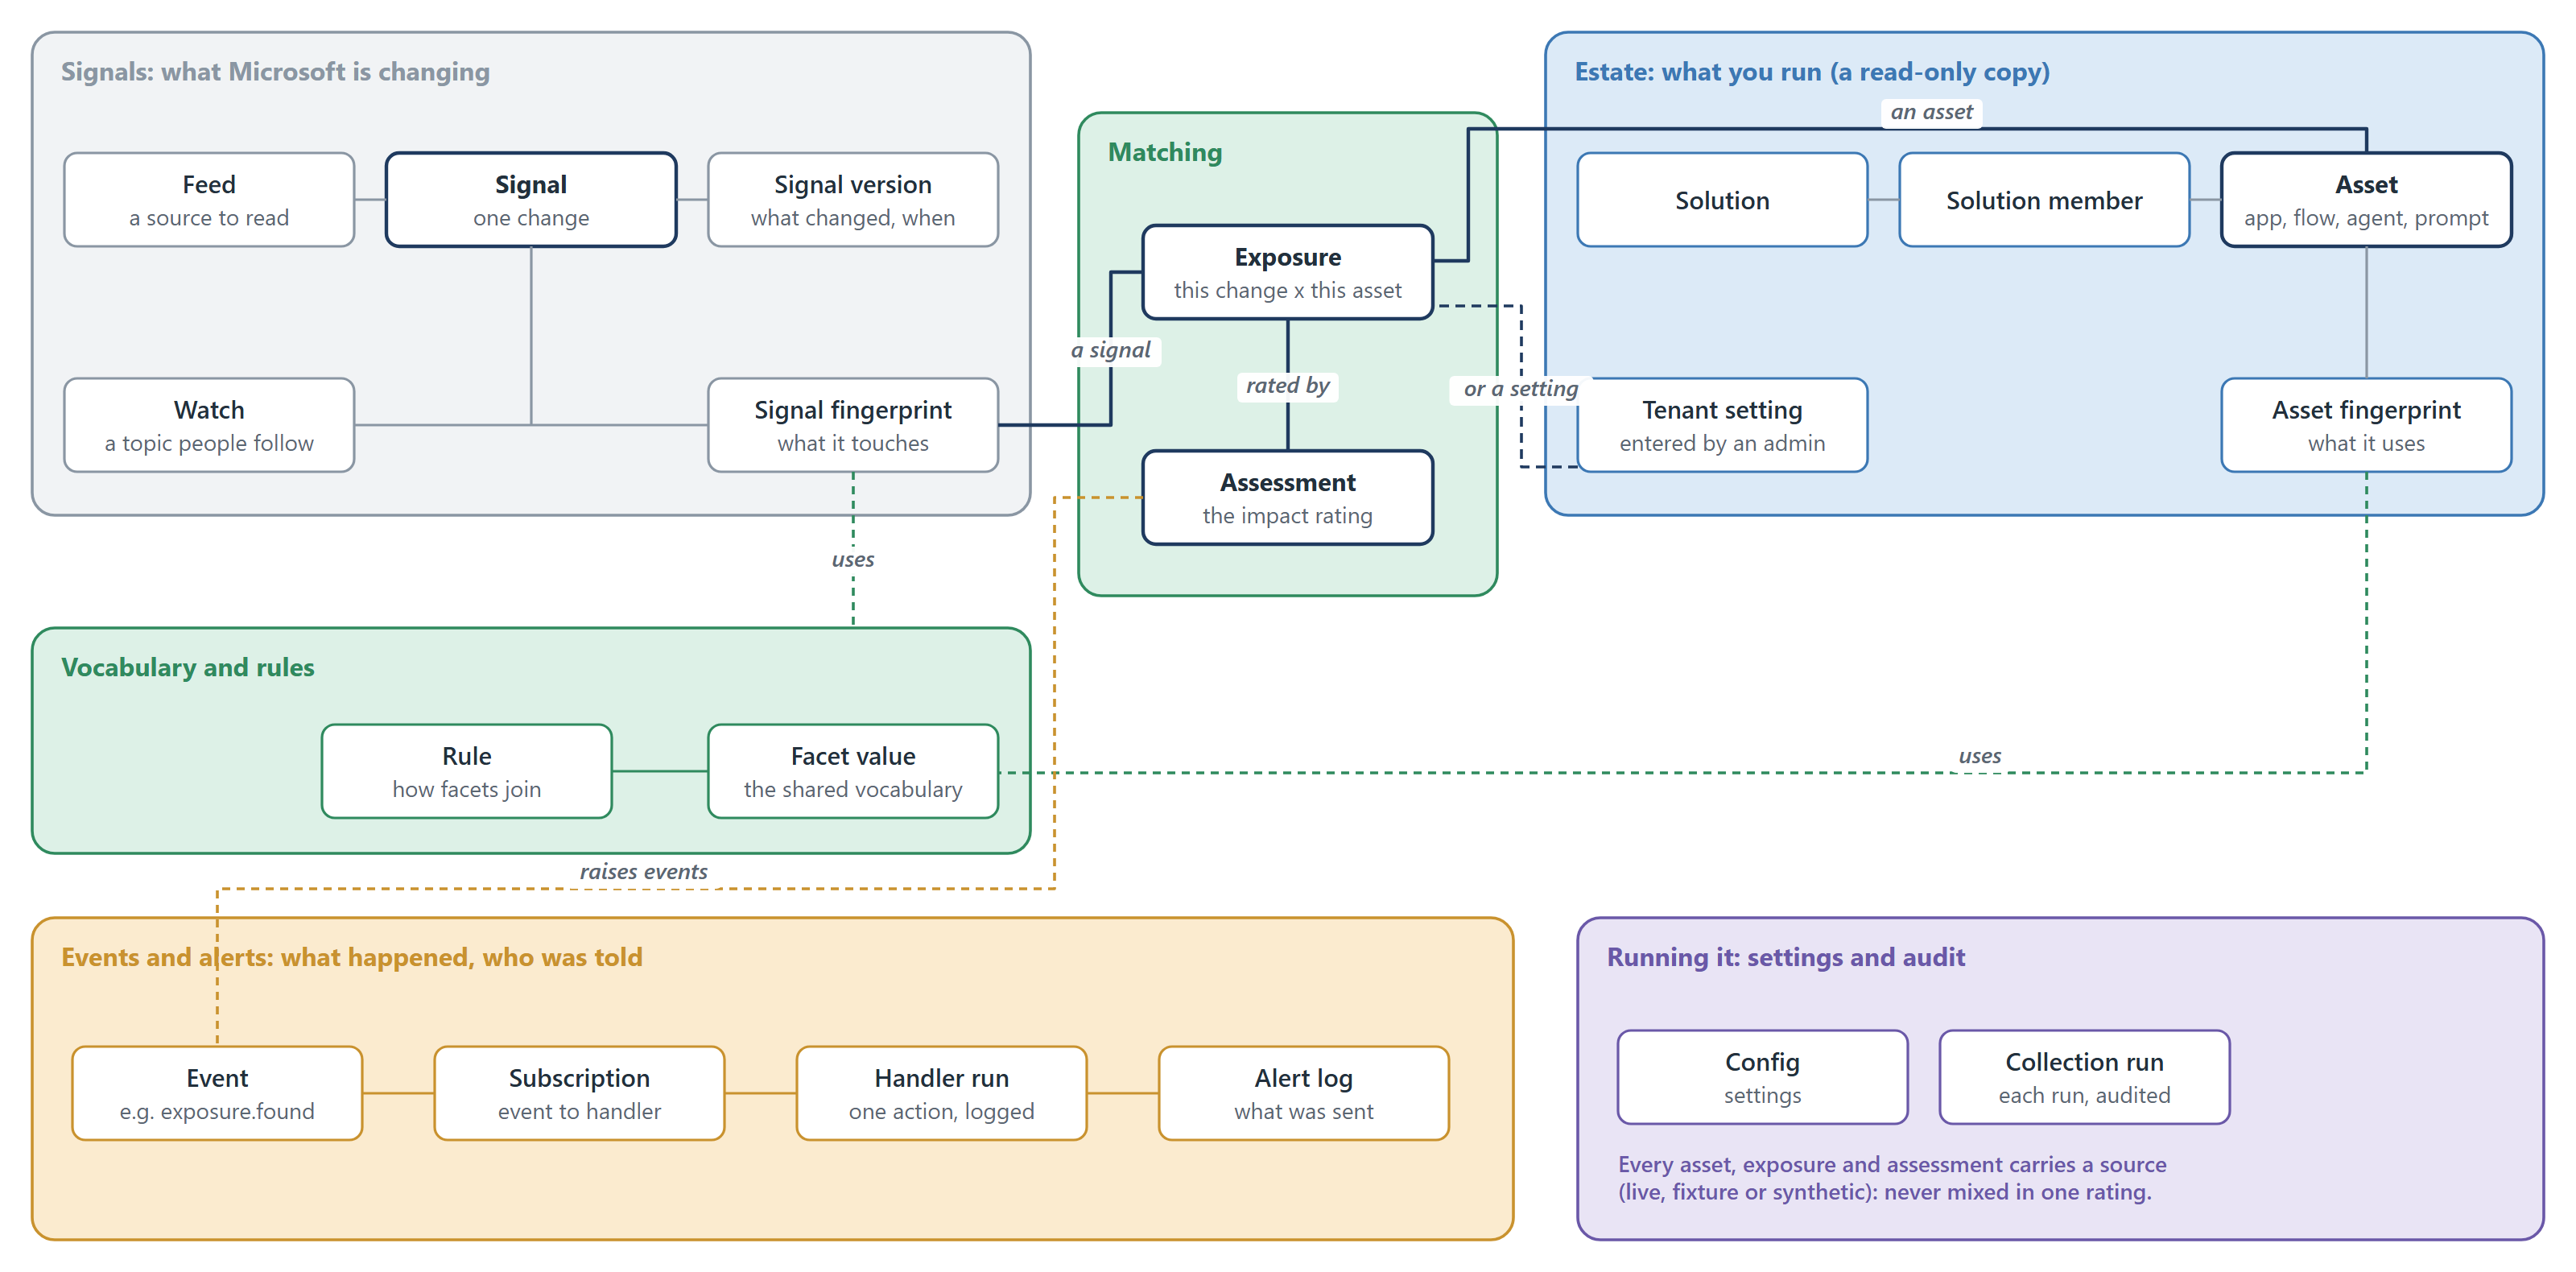 Signals: what Microsoft is changing
Feed
a source to read
Signal
one change
Signal version
what changed, when
Watch
a topic people follow
Signal fingerprint
what it touches
a signal
Matching
Exposure
this change x this asset
rated by
Assessment
the impact rating
or a setting
Estate: what you run (a read-only copy)
an asset
Solution
Solution member
Asset
app, flow, agent, prompt
Tenant setting
entered by an admin
Asset fingerprint
what it uses
uses
Vocabulary and rules
Rule
how facets join
Facet value
the shared vocabulary
uses
raises events
Events and alerts: what happened, who was told
Event
e.g. exposure.found
Subscription
event to handler
Handler run
one action, logged
Alert log
what was sent
Running it: settings and audit
Config
settings
Collection run
each run, audited
Every asset, exposure and assessment carries a source
(live, fixture or synthetic): never mixed in one rating.